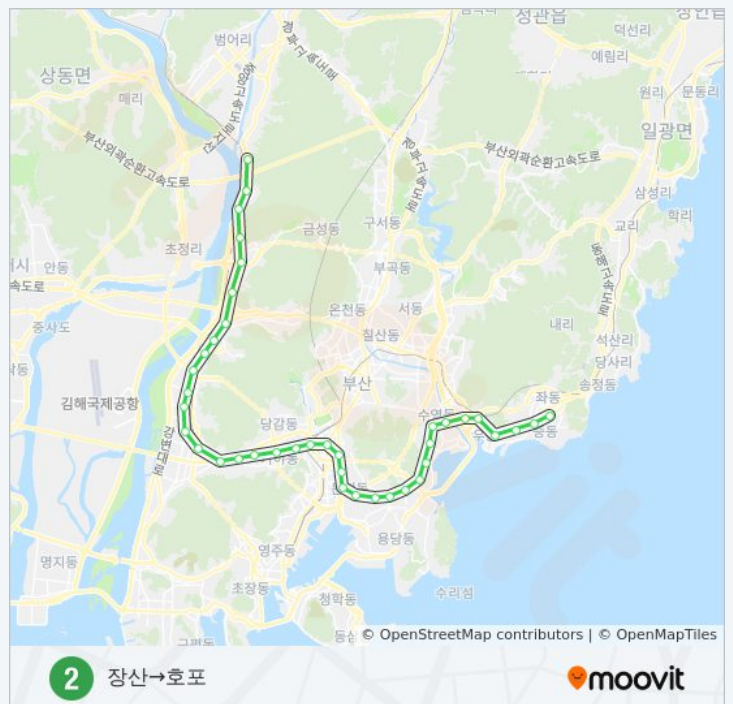 정관읍
범어리
덕선리
상동면
예림리
매리
원리
문동리
일광면
부산외곽순환고속도로
부산외곽순환고속도로
삼성리
학리
금성동
구서동
교리
초정리
시
안동
부곡동
속도로
온천동
서동
내리
중사도
칠산동
석산리
당사리
부산
송정동
김해국제공항
좌동
수영동
당감동
강변대로
영주동
용당동
명지동
초장동
청학동
수리섬
© OpenStreetMap contributors | © OpenMapTiles
2 장산→호포 moovit